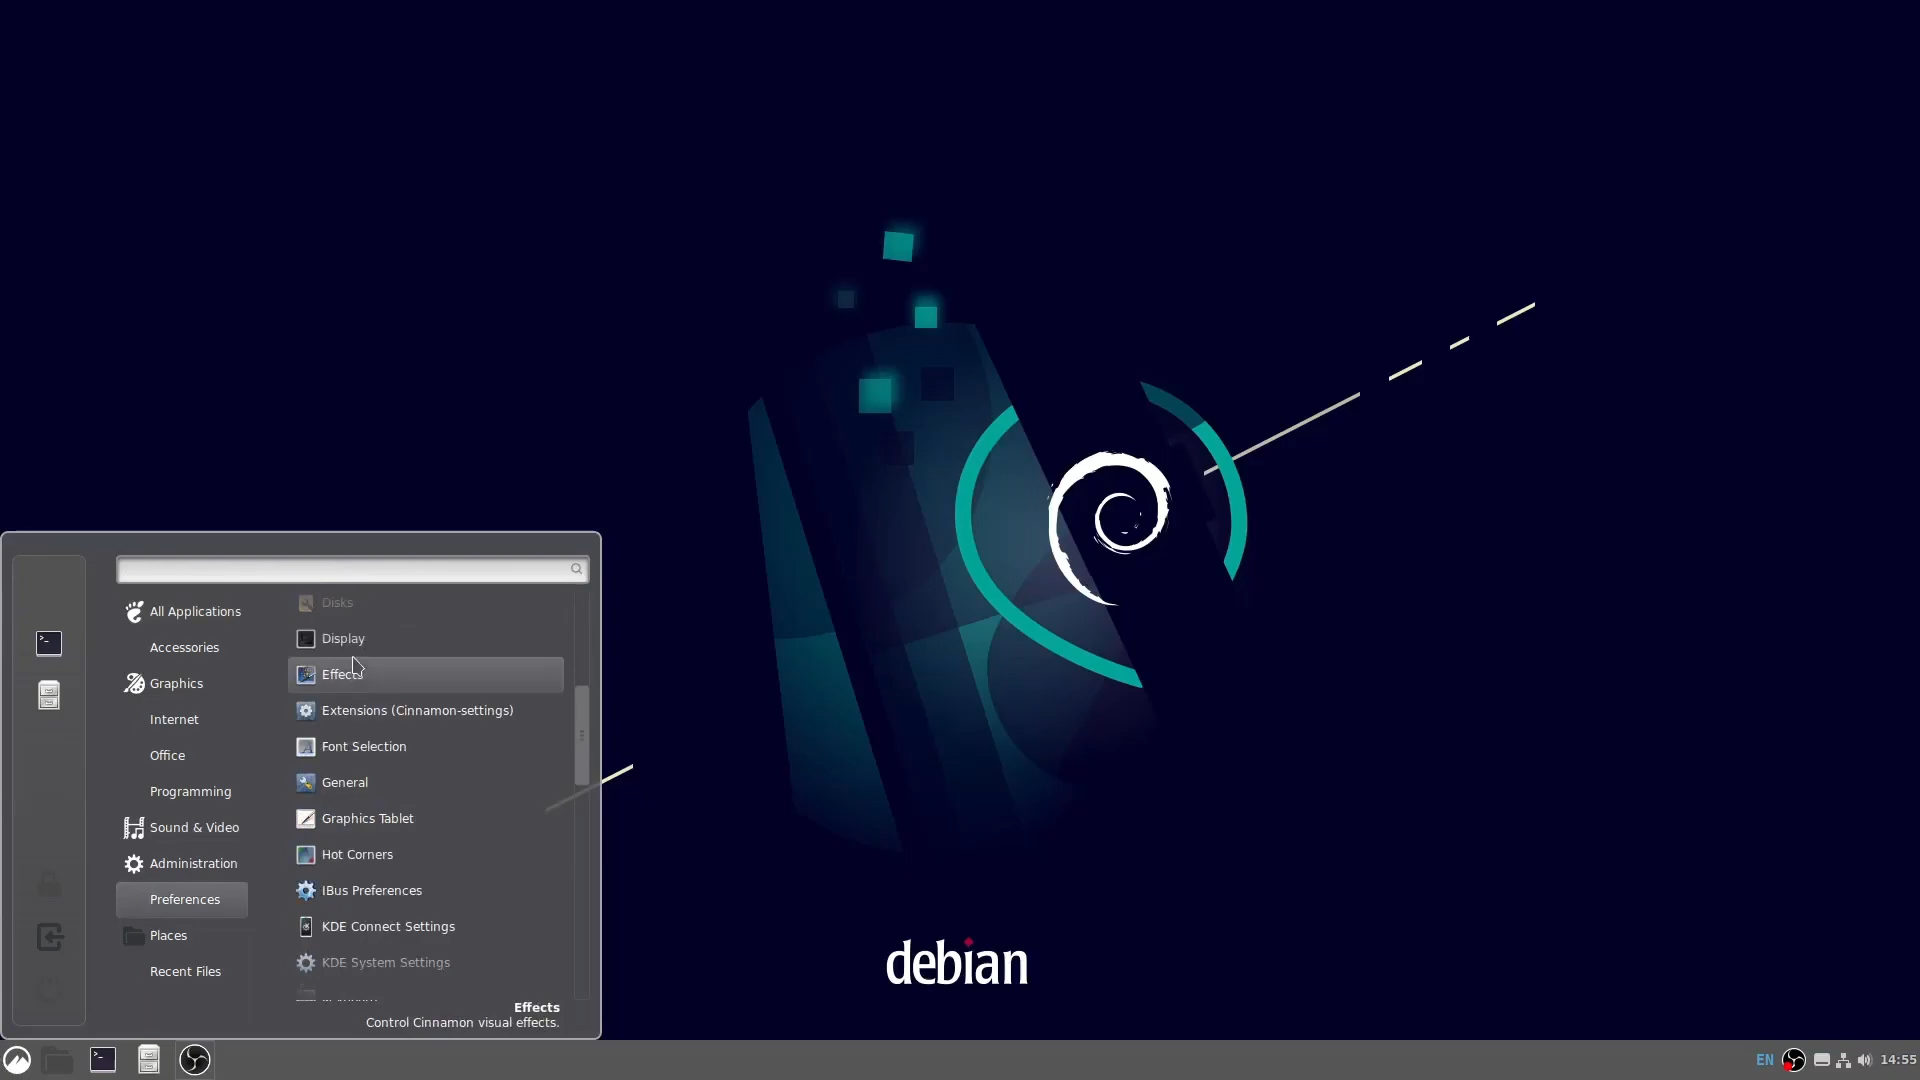 Disks
All Applications
Display
Accessories
Effects
Graphics
Extensions (Cinnamon-settings)
Internet
Font Selection
Office
General
Programming
Graphics Tablet
Sound & Video
Hot Corners
Administration
IBus Preferences
Preferences
KDE Connect Settings
Places
KDE System Settings
Recent Files
Effects
Control Cinnamon visual effects.
debian
EN
14:55